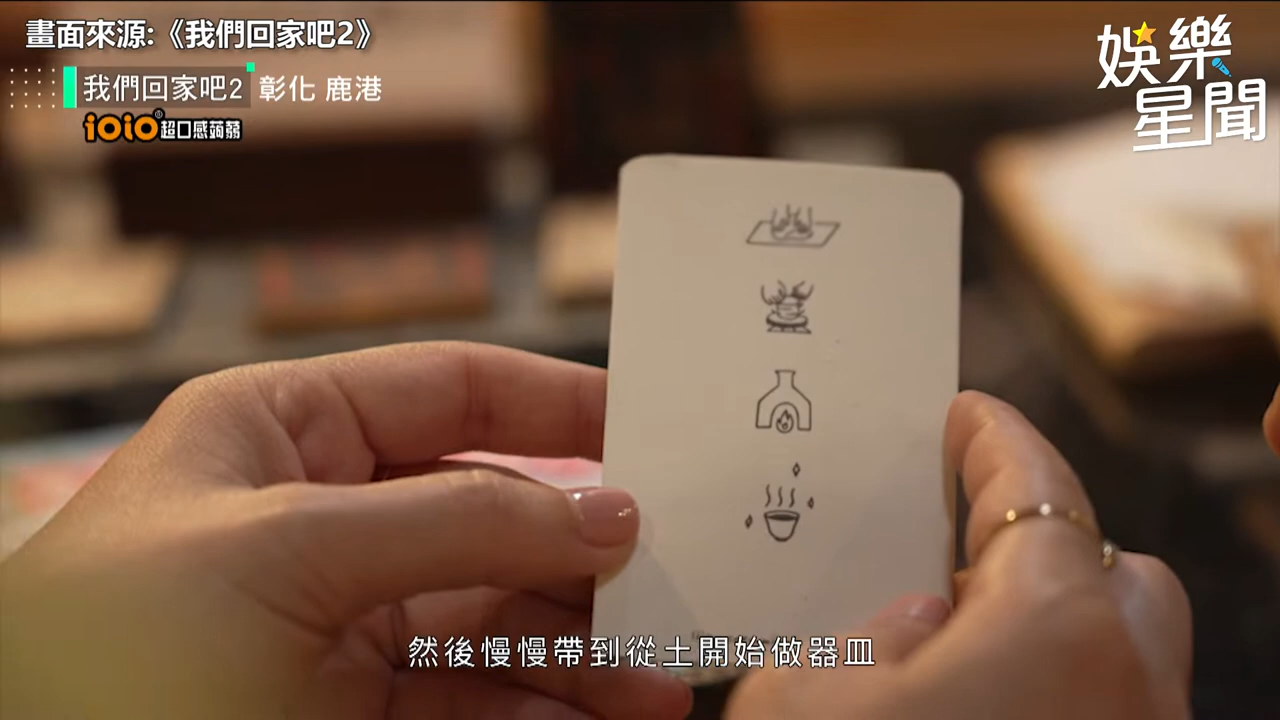 畫面來源:《我們回家吧2》
娛樂
星聞
我們回家吧2 彰化 鹿港
ioio®超口感蒟蒻
然後慢慢帶到從土開始做器皿